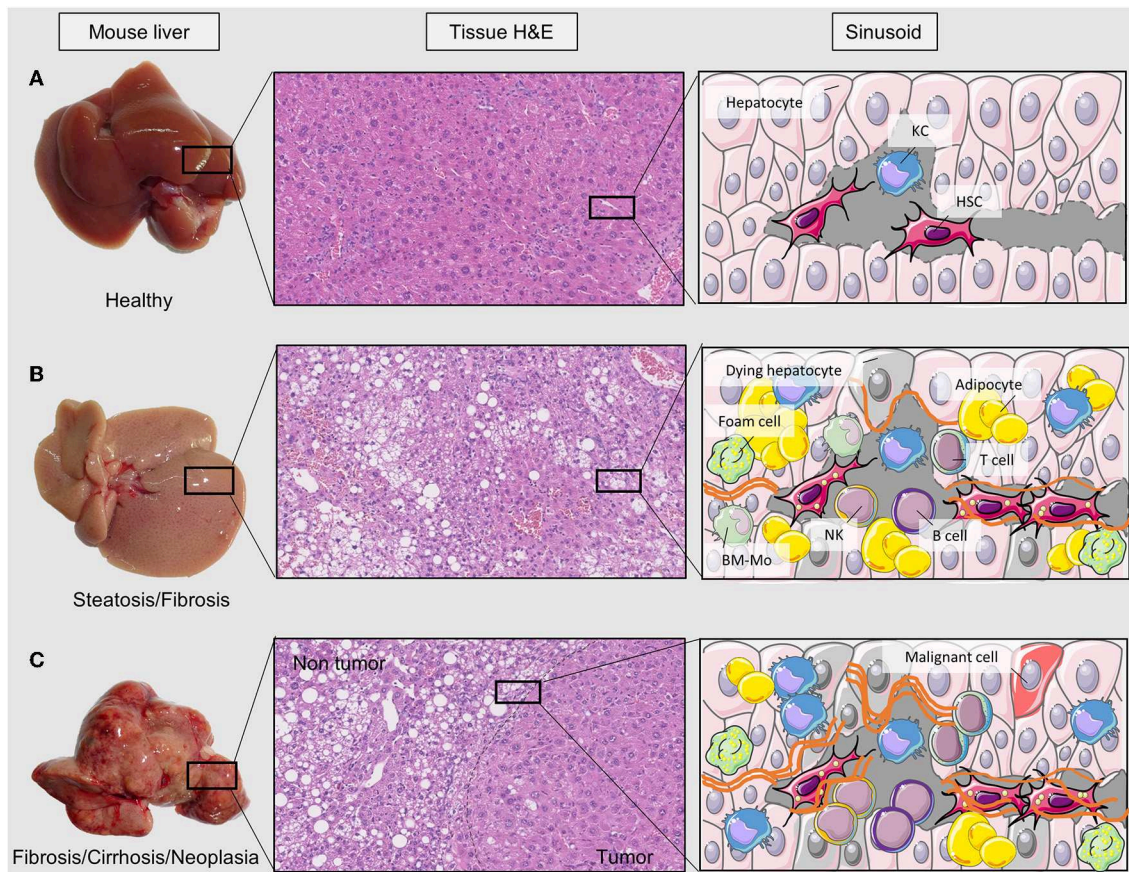 Mouse liver
Tissue H&E
Sinusoid
A
Hepatocyte
KC
HSC
Healthy
B
Dying hepatocyte
Adipocyte
Foam cell
T cell
NK
B cell
BM-Mo
Steatosis/Fibrosis
C
Non tumor
Malignant cell
Tumor
Fibrosis/Cirrhosis/Neoplasia